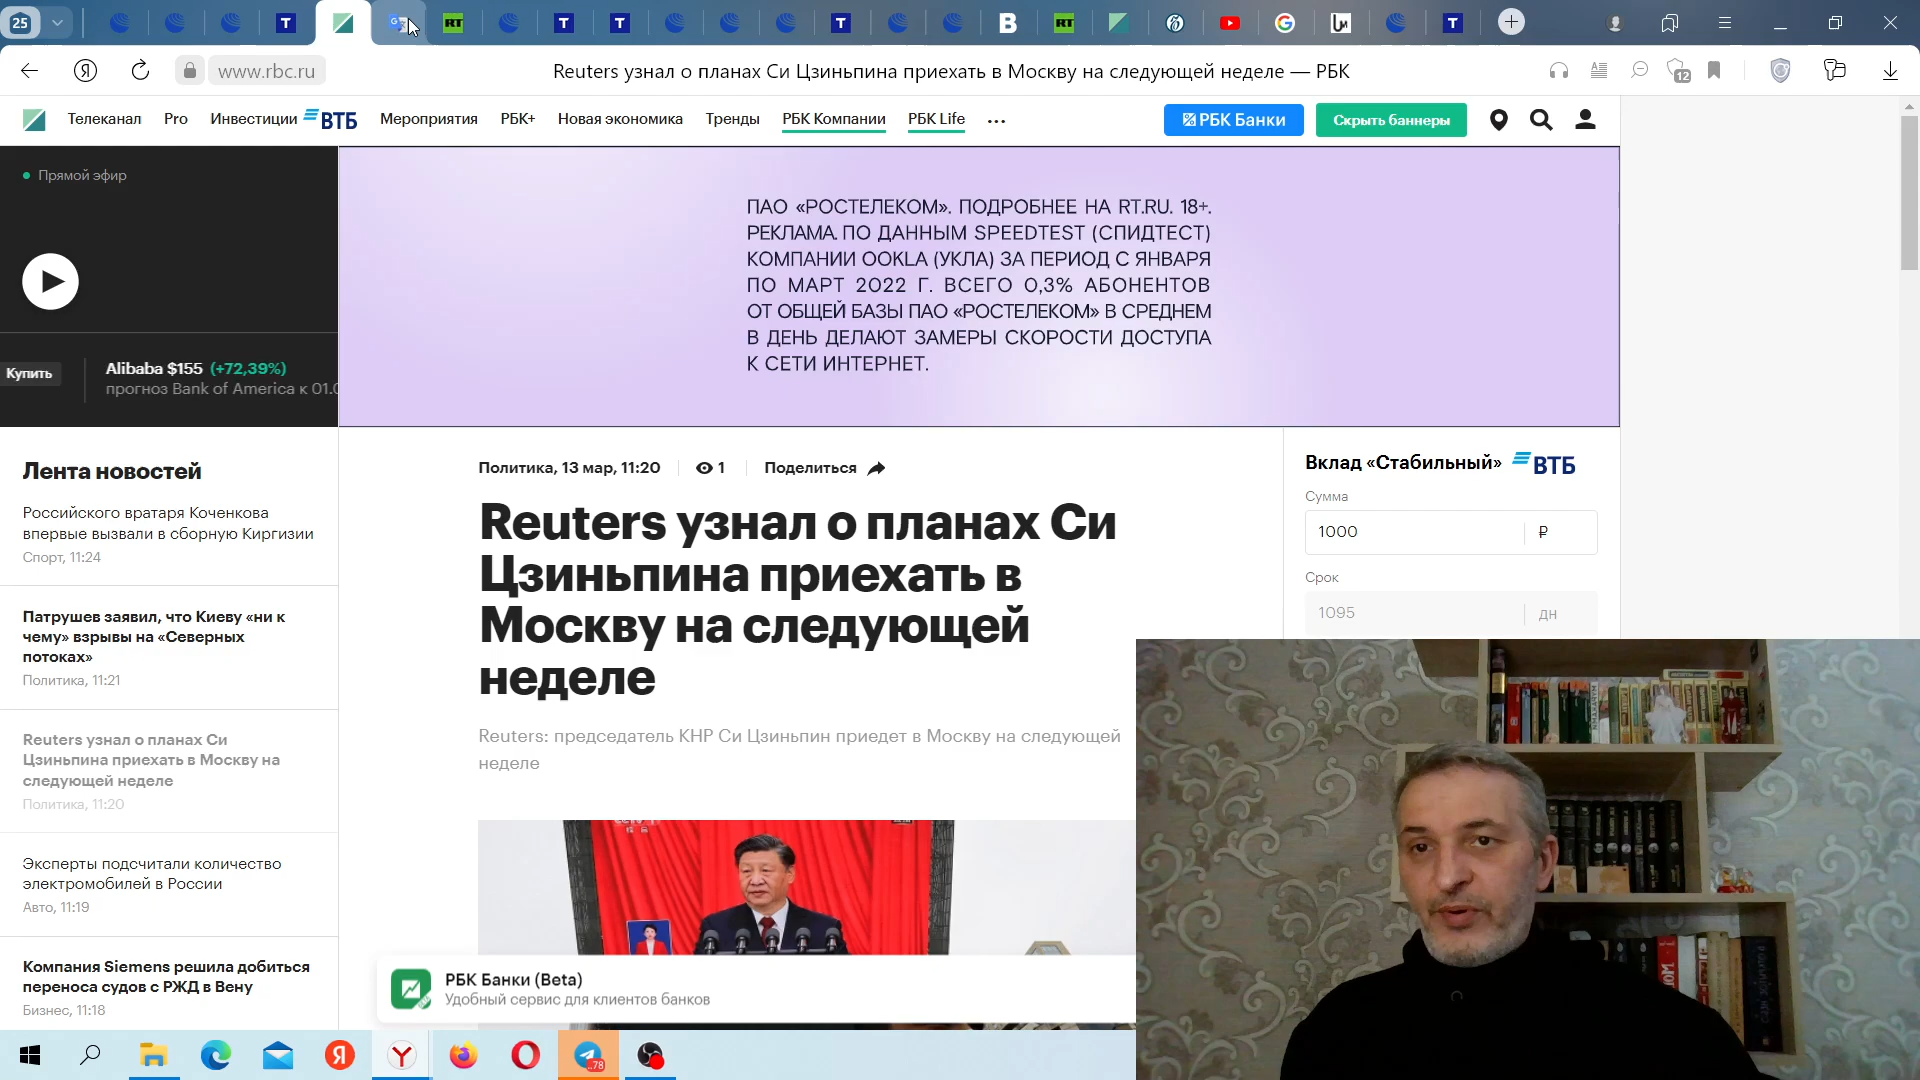 25
www.rbc.ru
Reuters узнал о планах Си Цзиньпина приехать в Москву на следующей неделе — РБК
12
Телеканал
Pro
Инвестиции
ВТБ
Мероприятия
РБК+
Новая экономика
Тренды
РБК Компании
РБК Life
...
РБК Банки
Скрыть баннеры
Прямой эфир
Купить
Alibaba $155 (+72,39%)
прогноз Bank of America к 01.0
ПАО «РОСТЕЛЕКОМ». ПОДРОБНЕЕ НА RT.RU. 18+.
РЕКЛАМА. ПО ДАННЫМ SPEEDTEST (СПИДТЕСТ)
КОМПАНИИ OOKLA (УКЛА) ЗА ПЕРИОД С ЯНВАРЯ
ПО МАРТ 2022 Г. ВСЕГО 0,3% АБОНЕНТОВ
ОТ ОБЩЕЙ БАЗЫ ПАО «РОСТЕЛЕКОМ» В СРЕДНЕМ
В ДЕНЬ ДЕЛАЮТ ЗАМЕРЫ СКОРОСТИ ДОСТУПА
К СЕТИ ИНТЕРНЕТ.
Лента новостей
Российского вратаря Коченкова
впервые вызвали в сборную Киргизии
Спорт, 11:24
Патрушев заявил, что Киеву «ни к
чему» взрывы на «Северных
потоках»
Политика, 11:21
Reuters узнал о планах Си
Цзиньпина приехать в Москву на
следующей неделе
Политика, 11:20
Эксперты подсчитали количество
электромобилей в России
Авто, 11:19
Компания Siemens решила добиться
переноса судов с РЖД в Вену
Бизнес, 11:18
Политика, 13 мар, 11:20
1
Поделиться
Reuters узнал о планах Си
Цзиньпина приехать в
Москву на следующей
неделе
Reuters: председатель КНР Си Цзиньпин приедет в Москву на следующей
неделе
Вклад «Стабильный»
ВТБ
Сумма
1000
₽
Срок
1095
дн
РБК Банки (Beta)
Удобный сервис для клиентов банков
..78